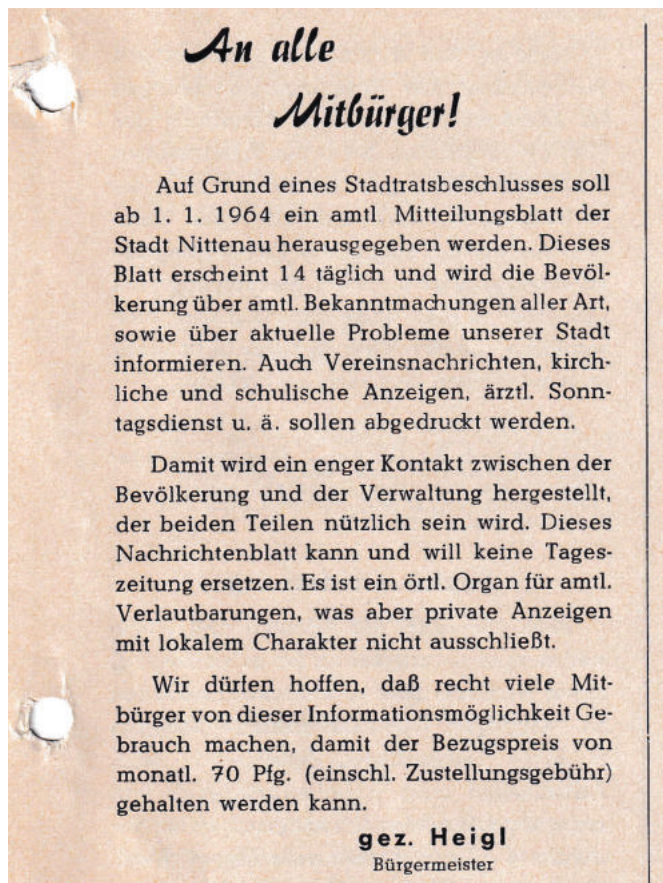 An alle
Mitbürger!
Auf Grund eines Stadtratsbeschlusses soll
ab 1. 1. 1964 ein amtl Mitteilungsblatt der
Stadt Nittenau herausgegeben werden. Dieses
Blatt erscheint 14 täglich und wird die Bevöl-
kerung über amtl. Bekanntmachungen aller Art,
sowie über aktuelle Probleme unserer Stadt
informieren. Auch Vereinsnachrichten, kirch-
liche und schulische Anzeigen, ärztl. Sonn-
tagsdienst u. ä. sollen abgedruckt werden.
Damit wird ein enger Kontakt zwischen der
Bevölkerung und der Verwaltung hergestellt,
der beiden Teilen nützlich sein wird. Dieses
Nachrichtenblatt kann und will keine Tages-
zeitung ersetzen. Es ist ein örtl. Organ für amtl.
Verlautbarungen, was aber private Anzeigen
mit lokalem Charakter nicht ausschließt.
Wir dürfen hoffen, daß recht viele Mit-
bürger von dieser Informationsmöglichkeit Ge-
brauch machen, damit der Bezugspreis von
monatl. 70 Pfg. (einschl. Zustellungsgebühr)
gehalten werden kann.
gez. Heigl
Bürgermeister